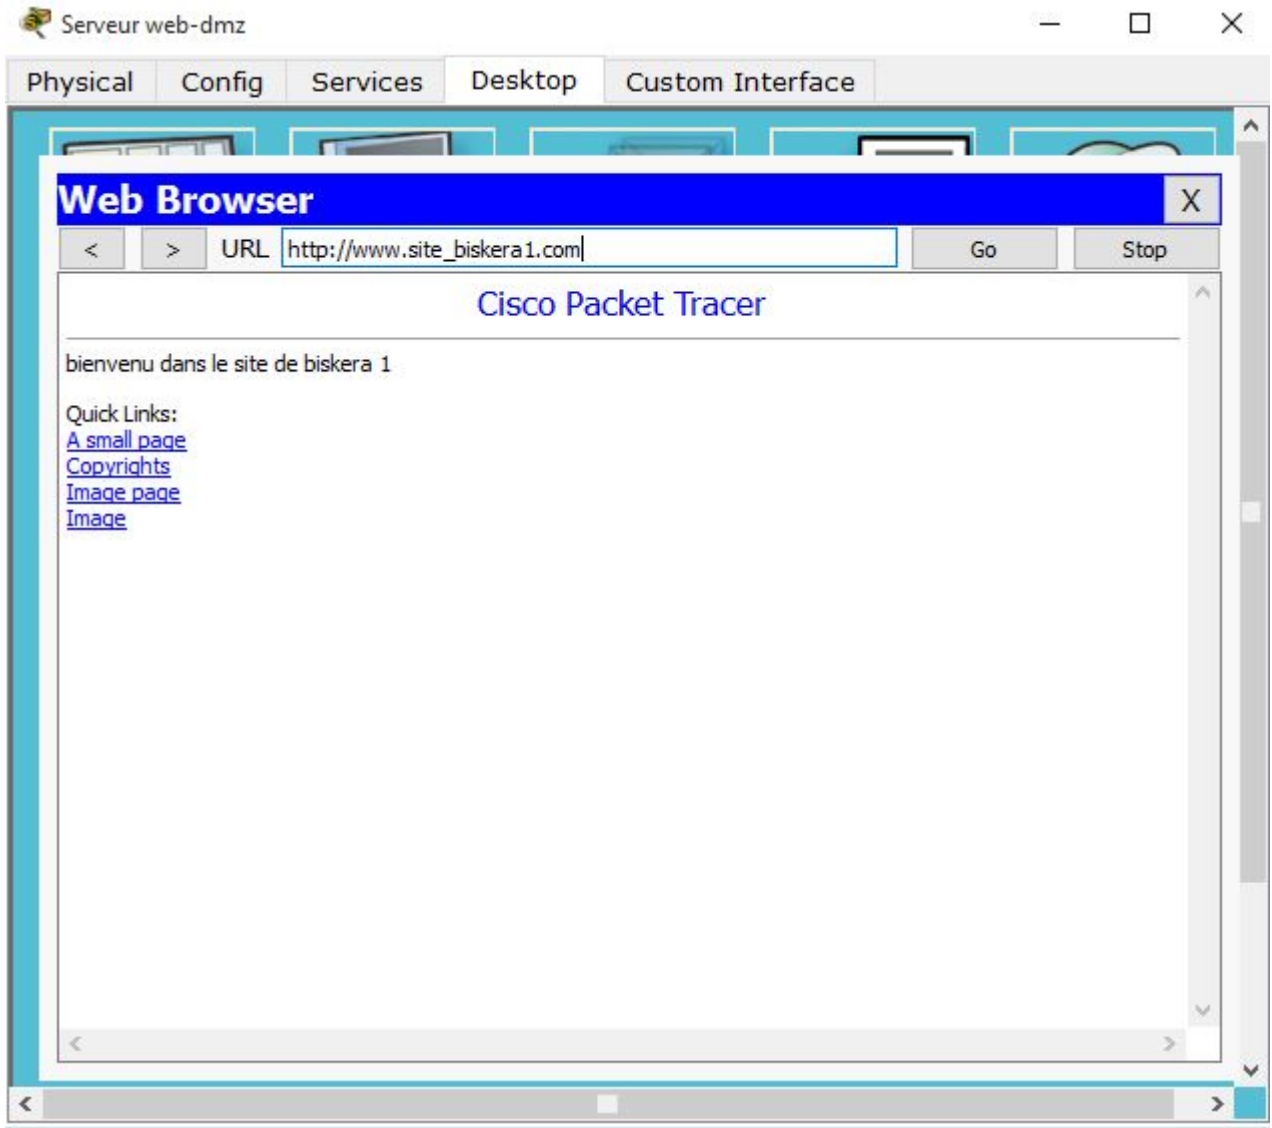 Serveur web-dmz
Physical Config Services Desktop Custom Interface
Web Browser X
< > URL http://www.site_biskera1.com Go Stop
Cisco Packet Tracer
bienvenu dans le site de biskera 1
Quick Links:
A small page
Copyrights
Image page
Image